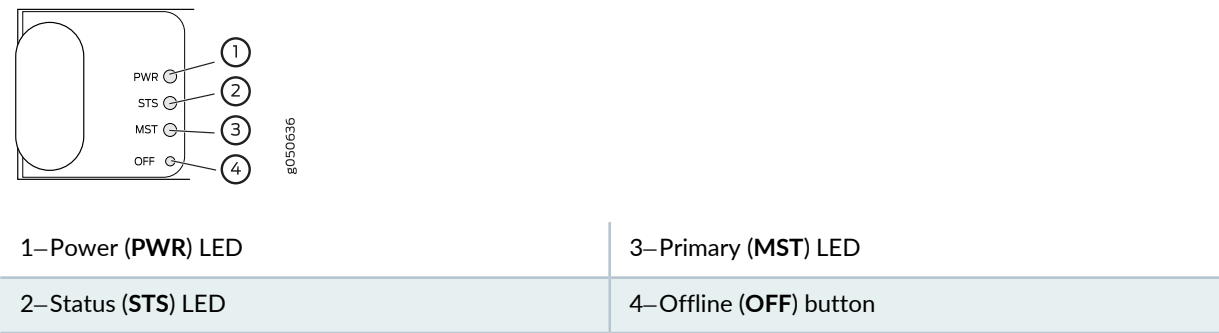 PWR
1
STS
2
MST
3
OFF
4
g050636
1—Power (PWR) LED
3—Primary (MST) LED
2—Status (STS) LED
4—Offline (OFF) button